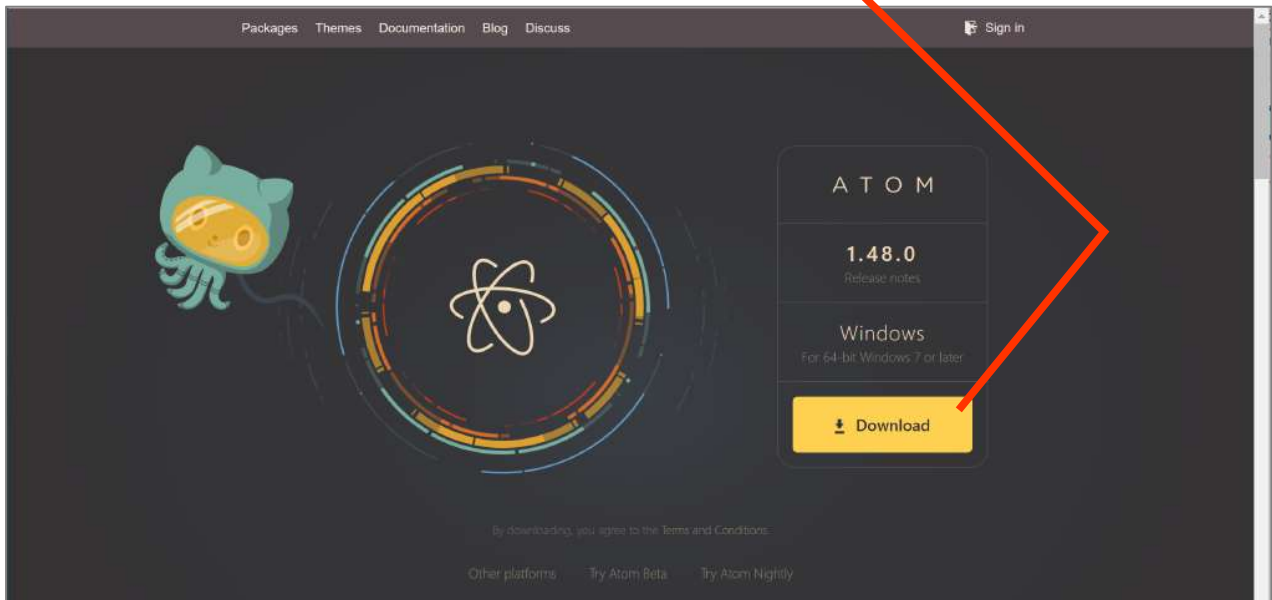 Packages Themes Documentation Blog Discuss Sign in
ATOM
1.48.0
Release notes
Windows
For 64-bit Windows 7 or later
Download
By downloading, you agree to the Terms and Conditions.
Other platforms Try Atom Beta Try Atom Nightly